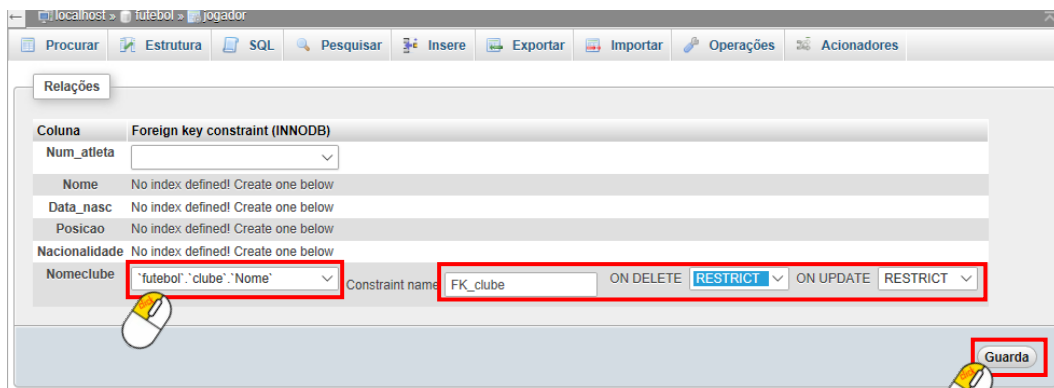 localhost » futebol » jogador
Procurar Estrutura SQL Pesquisar Insere Exportar Importar Operações Acionadores
Relações
Coluna Foreign key constraint (INNODB)
Num_atleta
Nome No index defined! Create one below
Data_nasc No index defined! Create one below
Posicao No index defined! Create one below
Nacionalidade No index defined! Create one below
Nomeclube `futebol`.`clube`.`Nome` Constraint name FK_clube ON DELETE RESTRICT ON UPDATE RESTRICT
Guarda